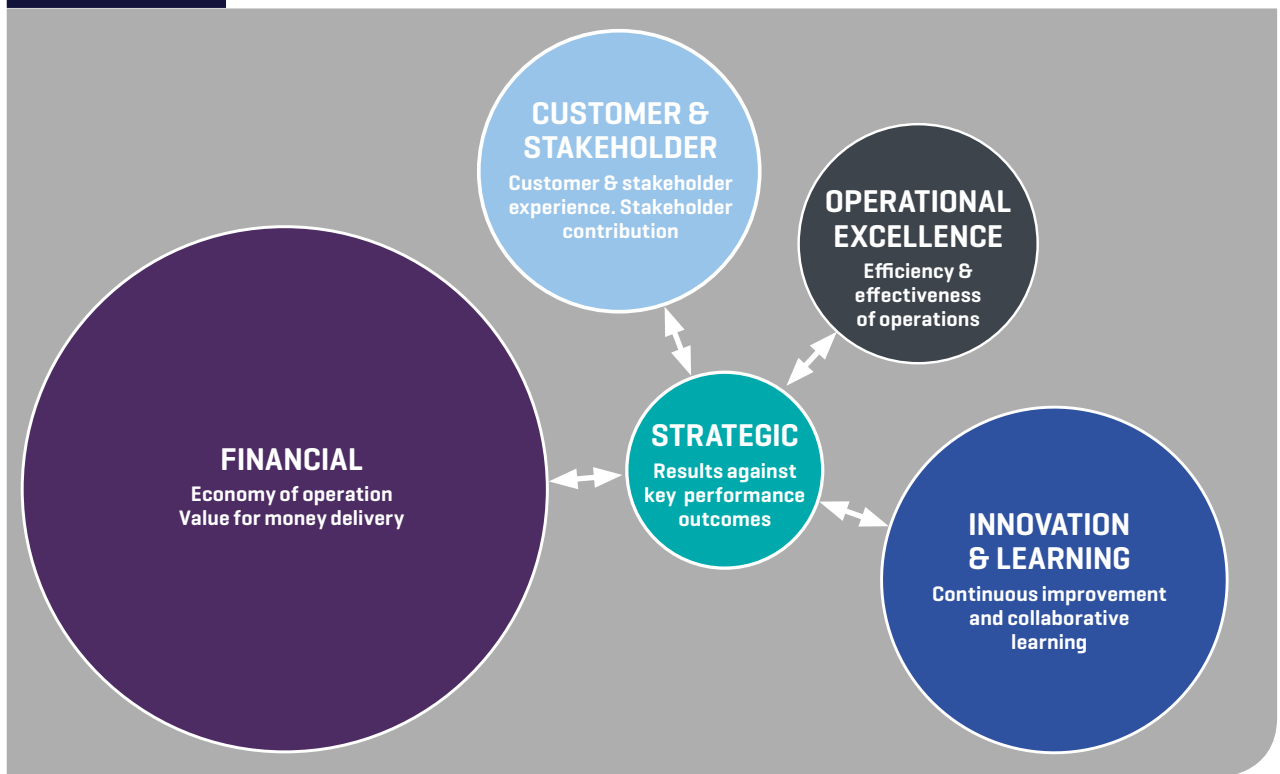 CUSTOMER &
STAKEHOLDER
Customer & stakeholder
experience. Stakeholder
contribution
OPERATIONAL
EXCELLENCE
Efficiency &
effectiveness
of operations
FINANCIAL
Economy of operation
Value for money delivery
STRATEGIC
Results against
key performance
outcomes
INNOVATION
& LEARNING
Continuous improvement
and collaborative
learning